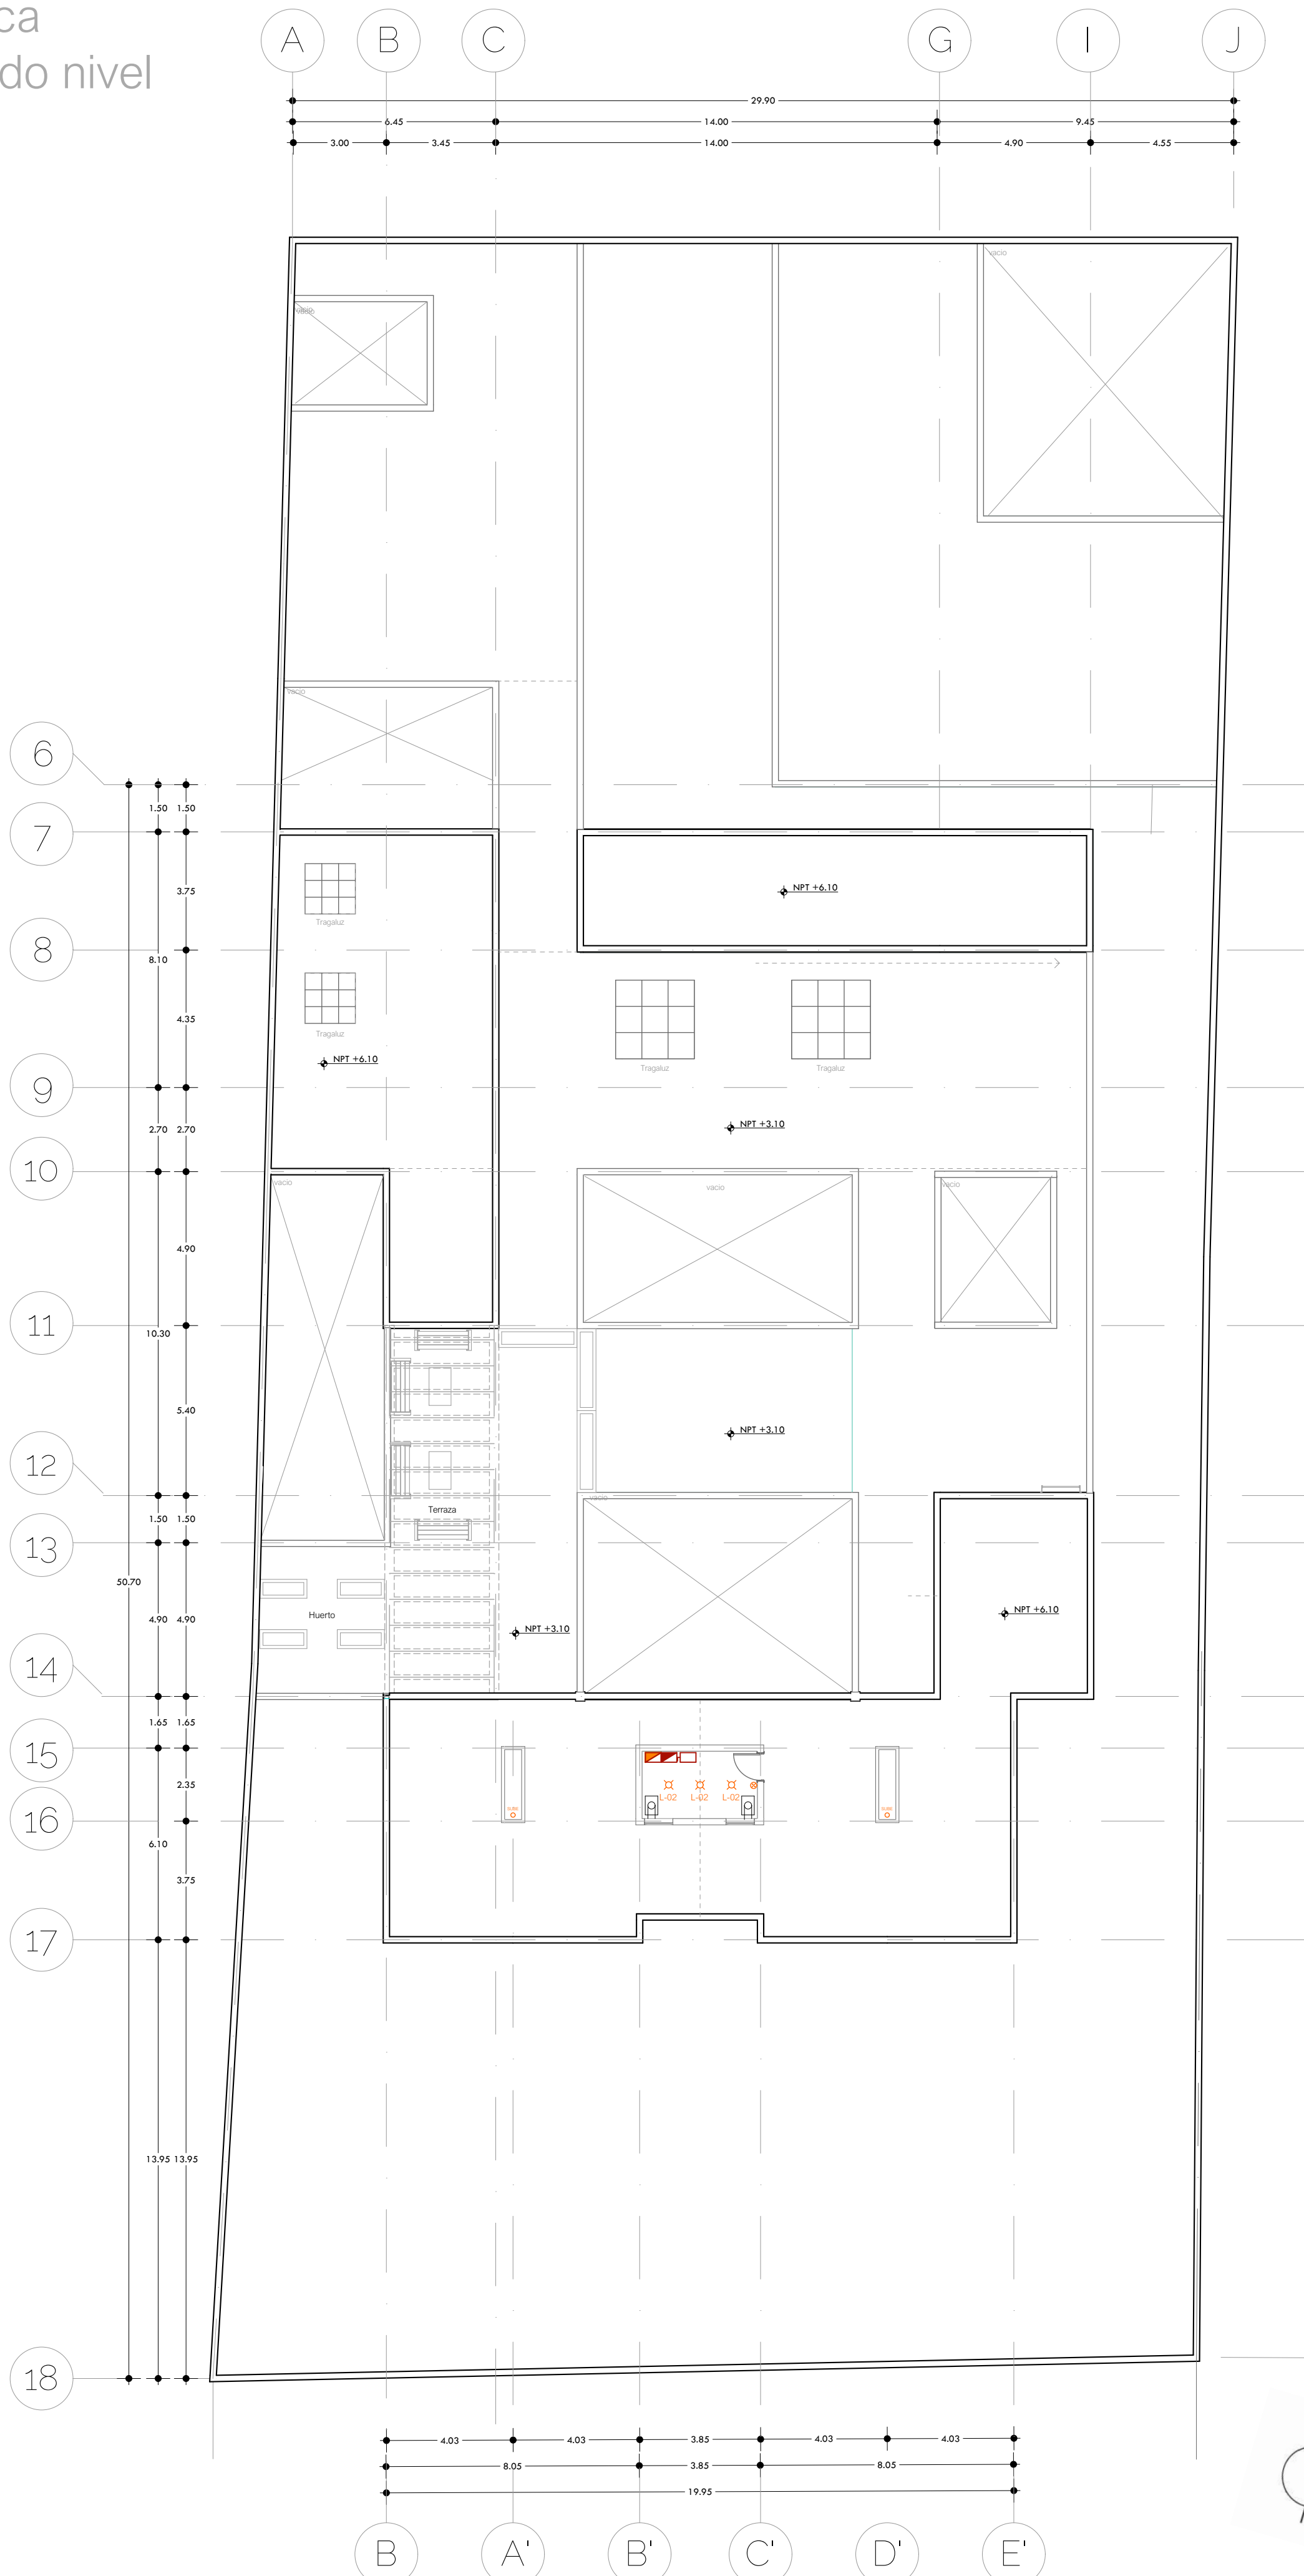 ca
do nivel
A B C G I J
29.90
6.45 14.00 9.45
3.00 3.45 14.00 4.90 4.55
vacio
vacio
vacio
6
1.50 1.50
7
3.75
NPT +6.10
Tragaluz
8
8.10
4.35
Tragaluz
NPT +6.10
Tragaluz Tragaluz
9
2.70 2.70
NPT +3.10
10
vacio vacio vacio
4.90
11
10.30
5.40
NPT +3.10
12
vacio
Terraza
1.50 1.50
13
50.70
4.90 4.90
Huerto
NPT +6.10
NPT +3.10
14
1.65 1.65
15
2.35
L-02 L-02 L-02
16
6.10
3.75
17
13.95 13.95
18
4.03 4.03 3.85 4.03 4.03
8.05 3.85 8.05
19.95
B A' B' C' D' E'